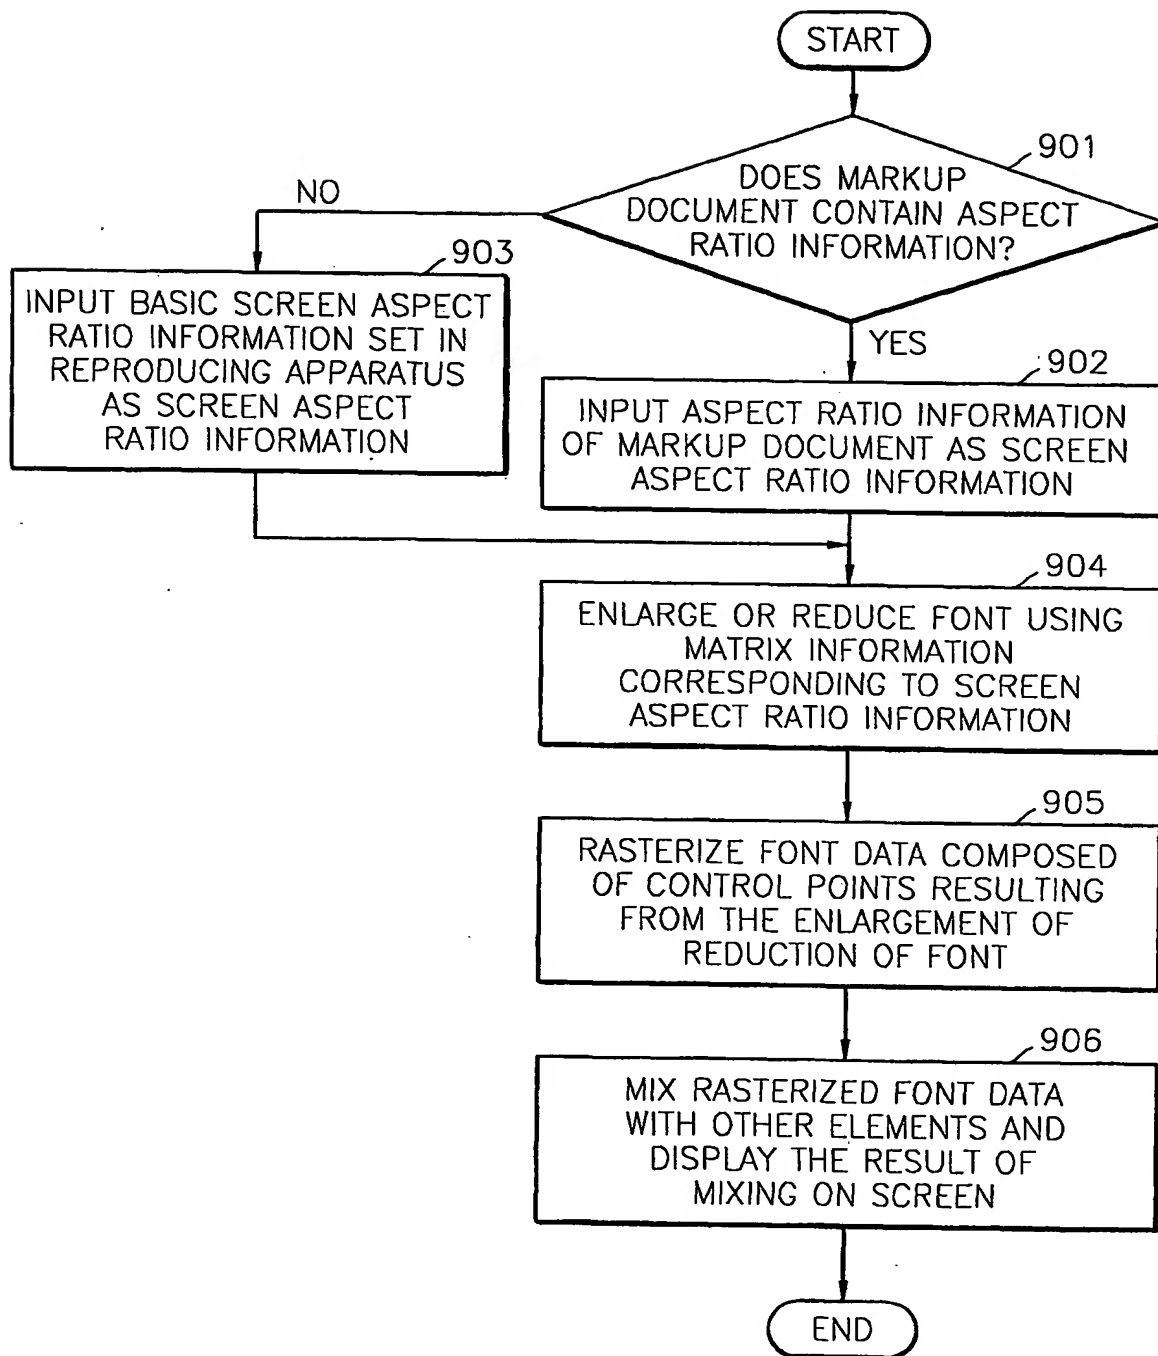 START
901
DOES MARKUP
DOCUMENT CONTAIN ASPECT
RATIO INFORMATION?
NO
YES
903
INPUT BASIC SCREEN ASPECT
RATIO INFORMATION SET IN
REPRODUCING APPARATUS
AS SCREEN ASPECT
RATIO INFORMATION
902
INPUT ASPECT RATIO INFORMATION
OF MARKUP DOCUMENT AS SCREEN
ASPECT RATIO INFORMATION
904
ENLARGE OR REDUCE FONT USING
MATRIX INFORMATION
CORRESPONDING TO SCREEN
ASPECT RATIO INFORMATION
905
RASTERIZE FONT DATA COMPOSED
OF CONTROL POINTS RESULTING
FROM THE ENLARGEMENT OF
REDUCTION OF FONT
906
MIX RASTERIZED FONT DATA
WITH OTHER ELEMENTS AND
DISPLAY THE RESULT OF
MIXING ON SCREEN
END